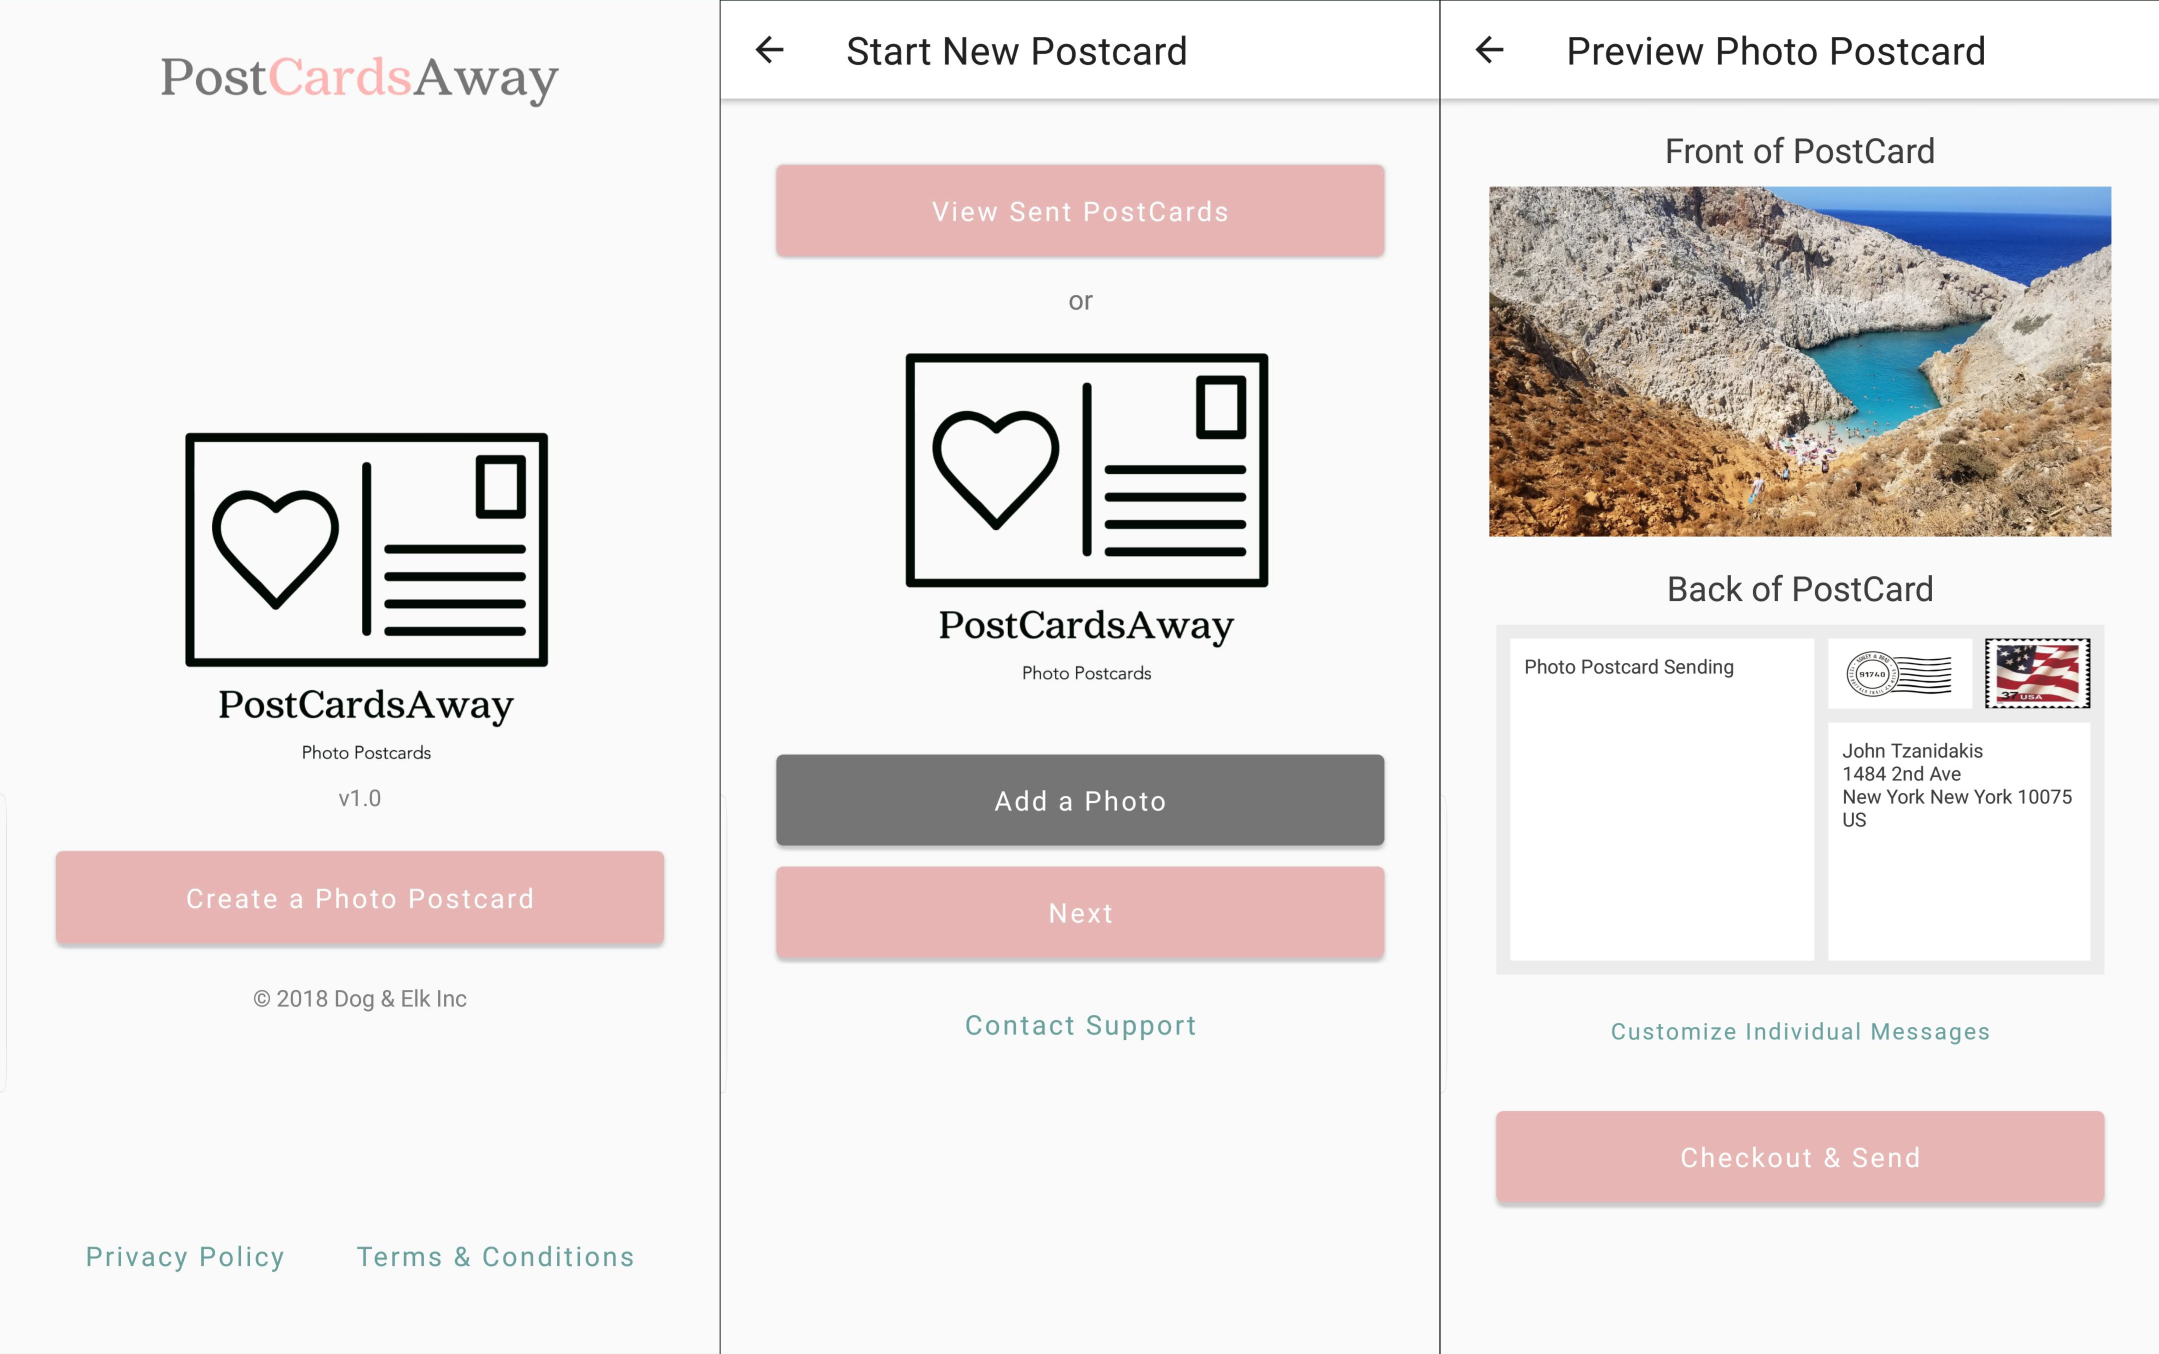 PostCardsAway
PostCardsAway
Photo Postcards
v1.0
Create a Photo Postcard
© 2018 Dog & Elk Inc
Privacy Policy
Terms & Conditions
Start New Postcard
View Sent PostCards
or
PostCardsAway
Photo Postcards
Add a Photo
Next
Contact Support
Preview Photo Postcard
Front of PostCard
Back of PostCard
Photo Postcard Sending
91740
37 USA
John Tzanidakis
1484 2nd Ave
New York New York 10075
US
Customize Individual Messages
Checkout & Send